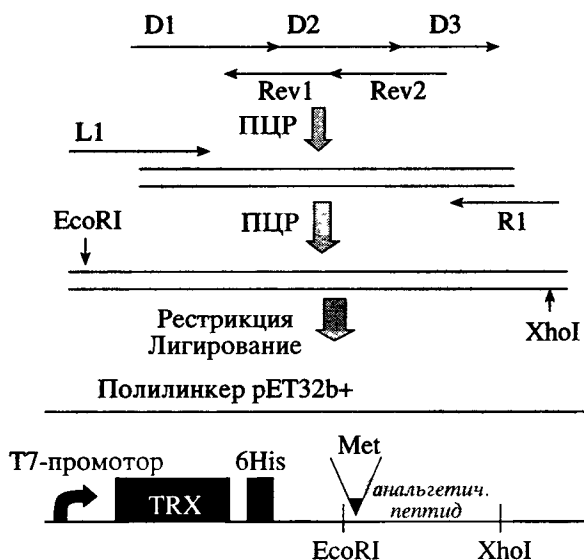 D1 D2 D3
Rev1 Rev2
ПЦР
L1
EcoRI
ПЦР
R1
Рестрикция
Лигирование
XhoI
Полилинкер pET32b+
Met
Т7-промотор 6His
TRX
анальгетич.
пептид
EcoRI XhoI